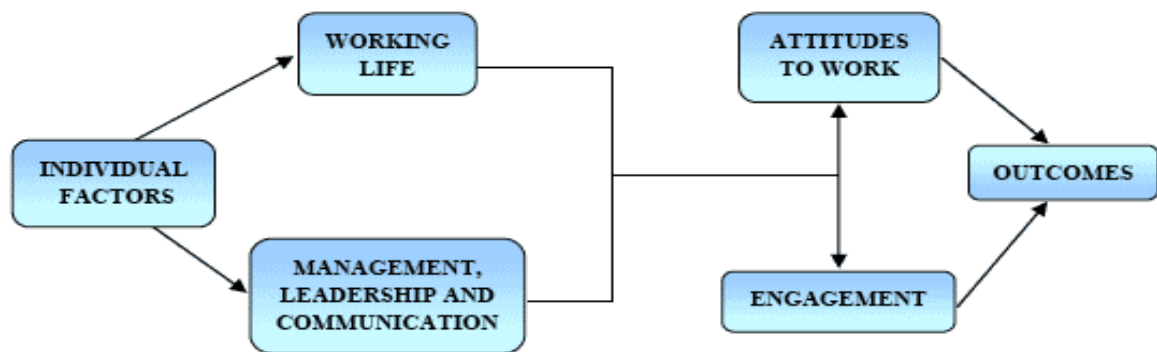 WORKING
LIFE
ATTITUDES
TO WORK
INDIVIDUAL
FACTORS
OUTCOMES
MANAGEMENT,
LEADERSHIP AND
COMMUNICATION
ENGAGEMENT